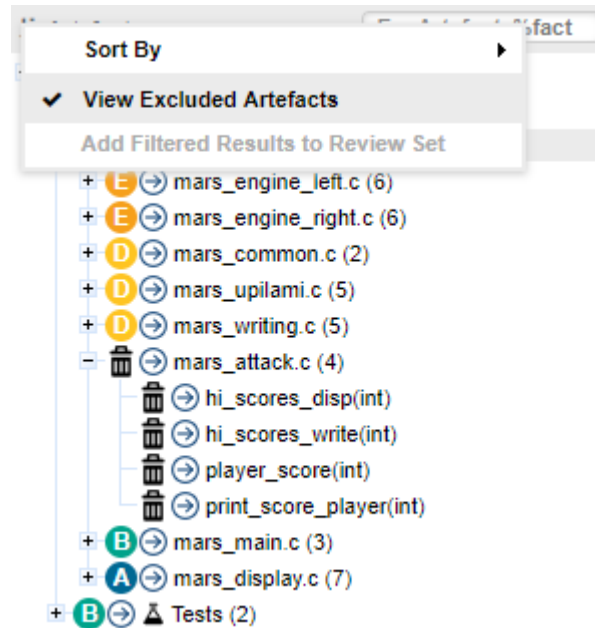 %fact
Sort By
View Excluded Artefacts
Add Filtered Results to Review Set
E mars_engine_left.c (6)
E mars_engine_right.c (6)
D mars_common.c (2)
D mars_upilami.c (5)
D mars_writing.c (5)
mars_attack.c (4)
hi_scores_disp(int)
hi_scores_write(int)
player_score(int)
print_score_player(int)
B mars_main.c (3)
A mars_display.c (7)
B Tests (2)